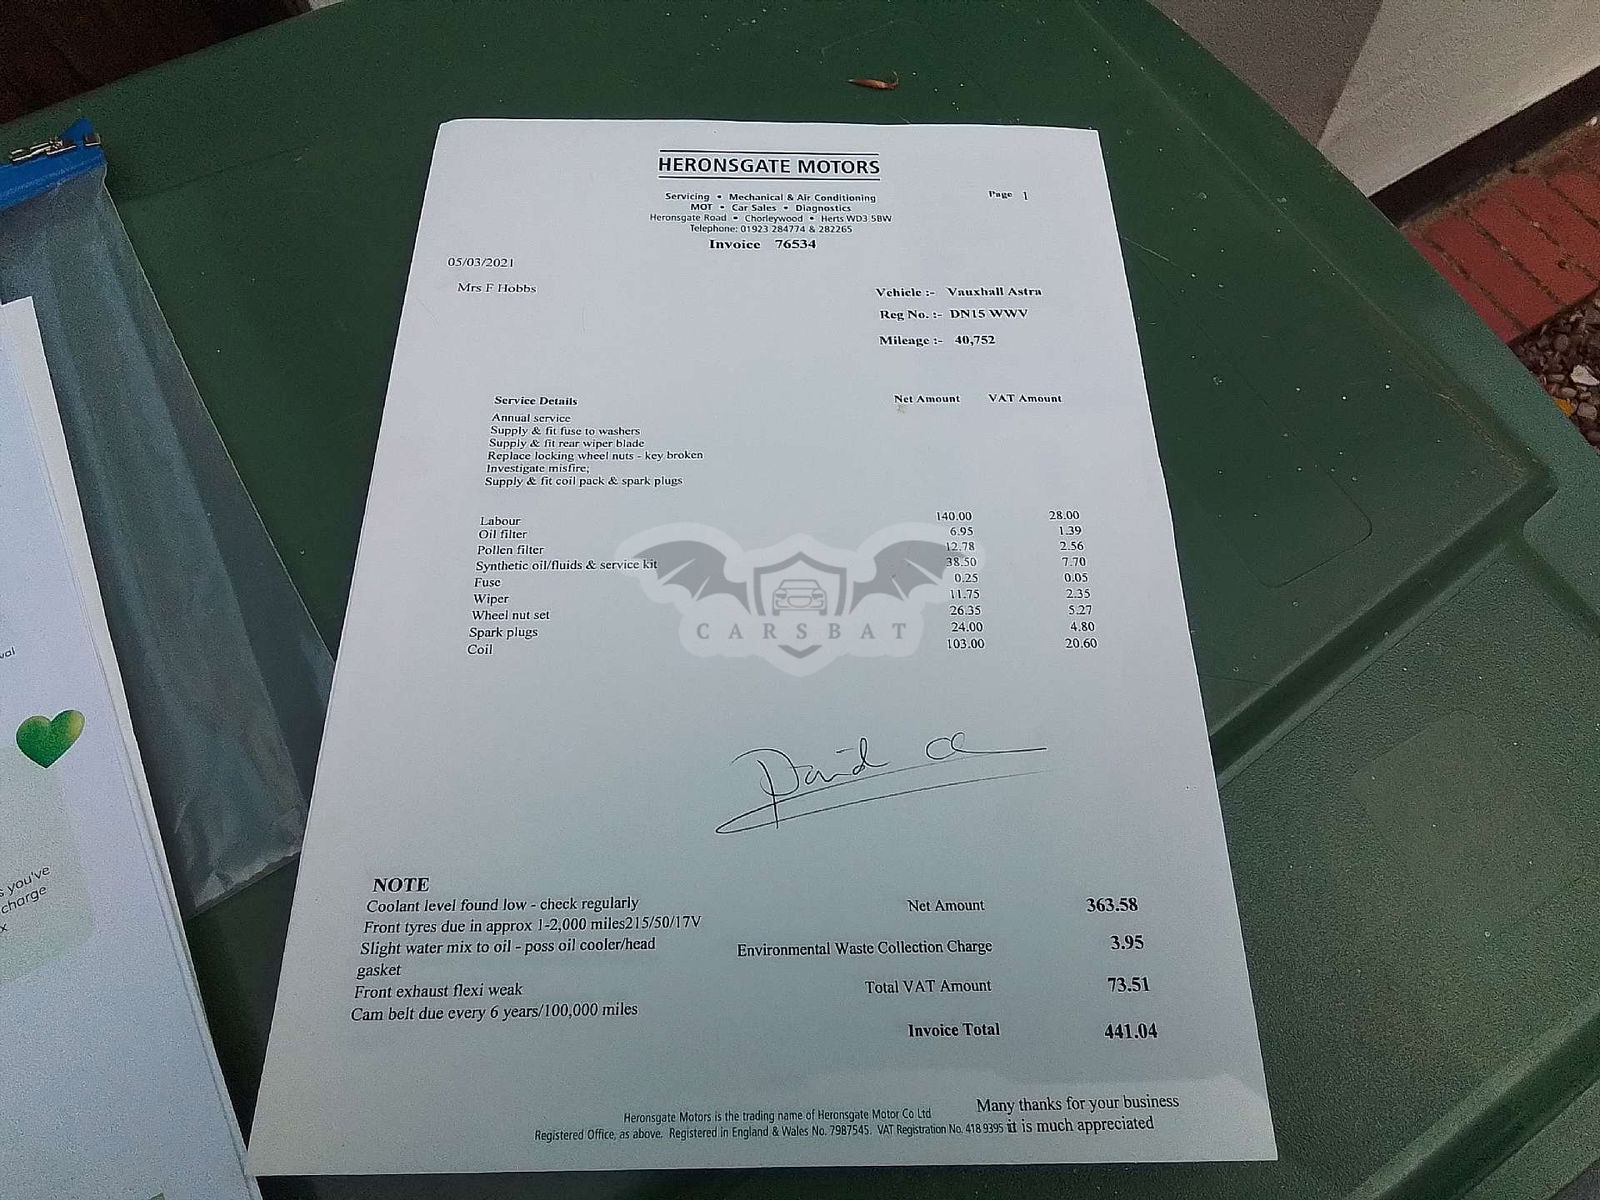 HERONSGATE MOTORS
Servicing • Mechanical & Air Conditioning
MOT • Car Sales • Diagnostics
Heronsgate Road • Chorleywood • Herts WD3 5BW
Telephone: 01923 284774 & 282265
Page 1
Invoice 76534
05/03/2021
Mrs F Hobbs
Vehicle :- Vauxhall Astra
Reg No. :- DN15 WWV
Mileage :- 40,752
Service Details Net Amount VAT Amount
Annual service
Supply & fit fuse to washers
Supply & fit rear wiper blade
Replace locking wheel nuts - key broken
Investigate misfire;
Supply & fit coil pack & spark plugs
Labour 140.00 28.00
Oil filter 6.95 1.39
Pollen filter 12.78 2.56
Synthetic oil/fluids & service kit 38.50 7.70
Fuse 0.25 0.05
Wiper 11.75 2.35
Wheel nut set 26.35 5.27
Spark plugs 24.00 4.80
Coil 103.00 20.60
CARSBAT
David
NOTE
Coolant level found low - check regularly
Front tyres due in approx 1-2,000 miles215/50/17V
Slight water mix to oil - poss oil cooler/head
gasket
Front exhaust flexi weak
Cam belt due every 6 years/100,000 miles
Net Amount 363.58
Environmental Waste Collection Charge 3.95
Total VAT Amount 73.51
Invoice Total 441.04
Many thanks for your business
it is much appreciated
Heronsgate Motors is the trading name of Heronsgate Motor Co Ltd
Registered Office, as above. Registered in England & Wales No. 7987545. VAT Registration No. 418 9395
you've
charge